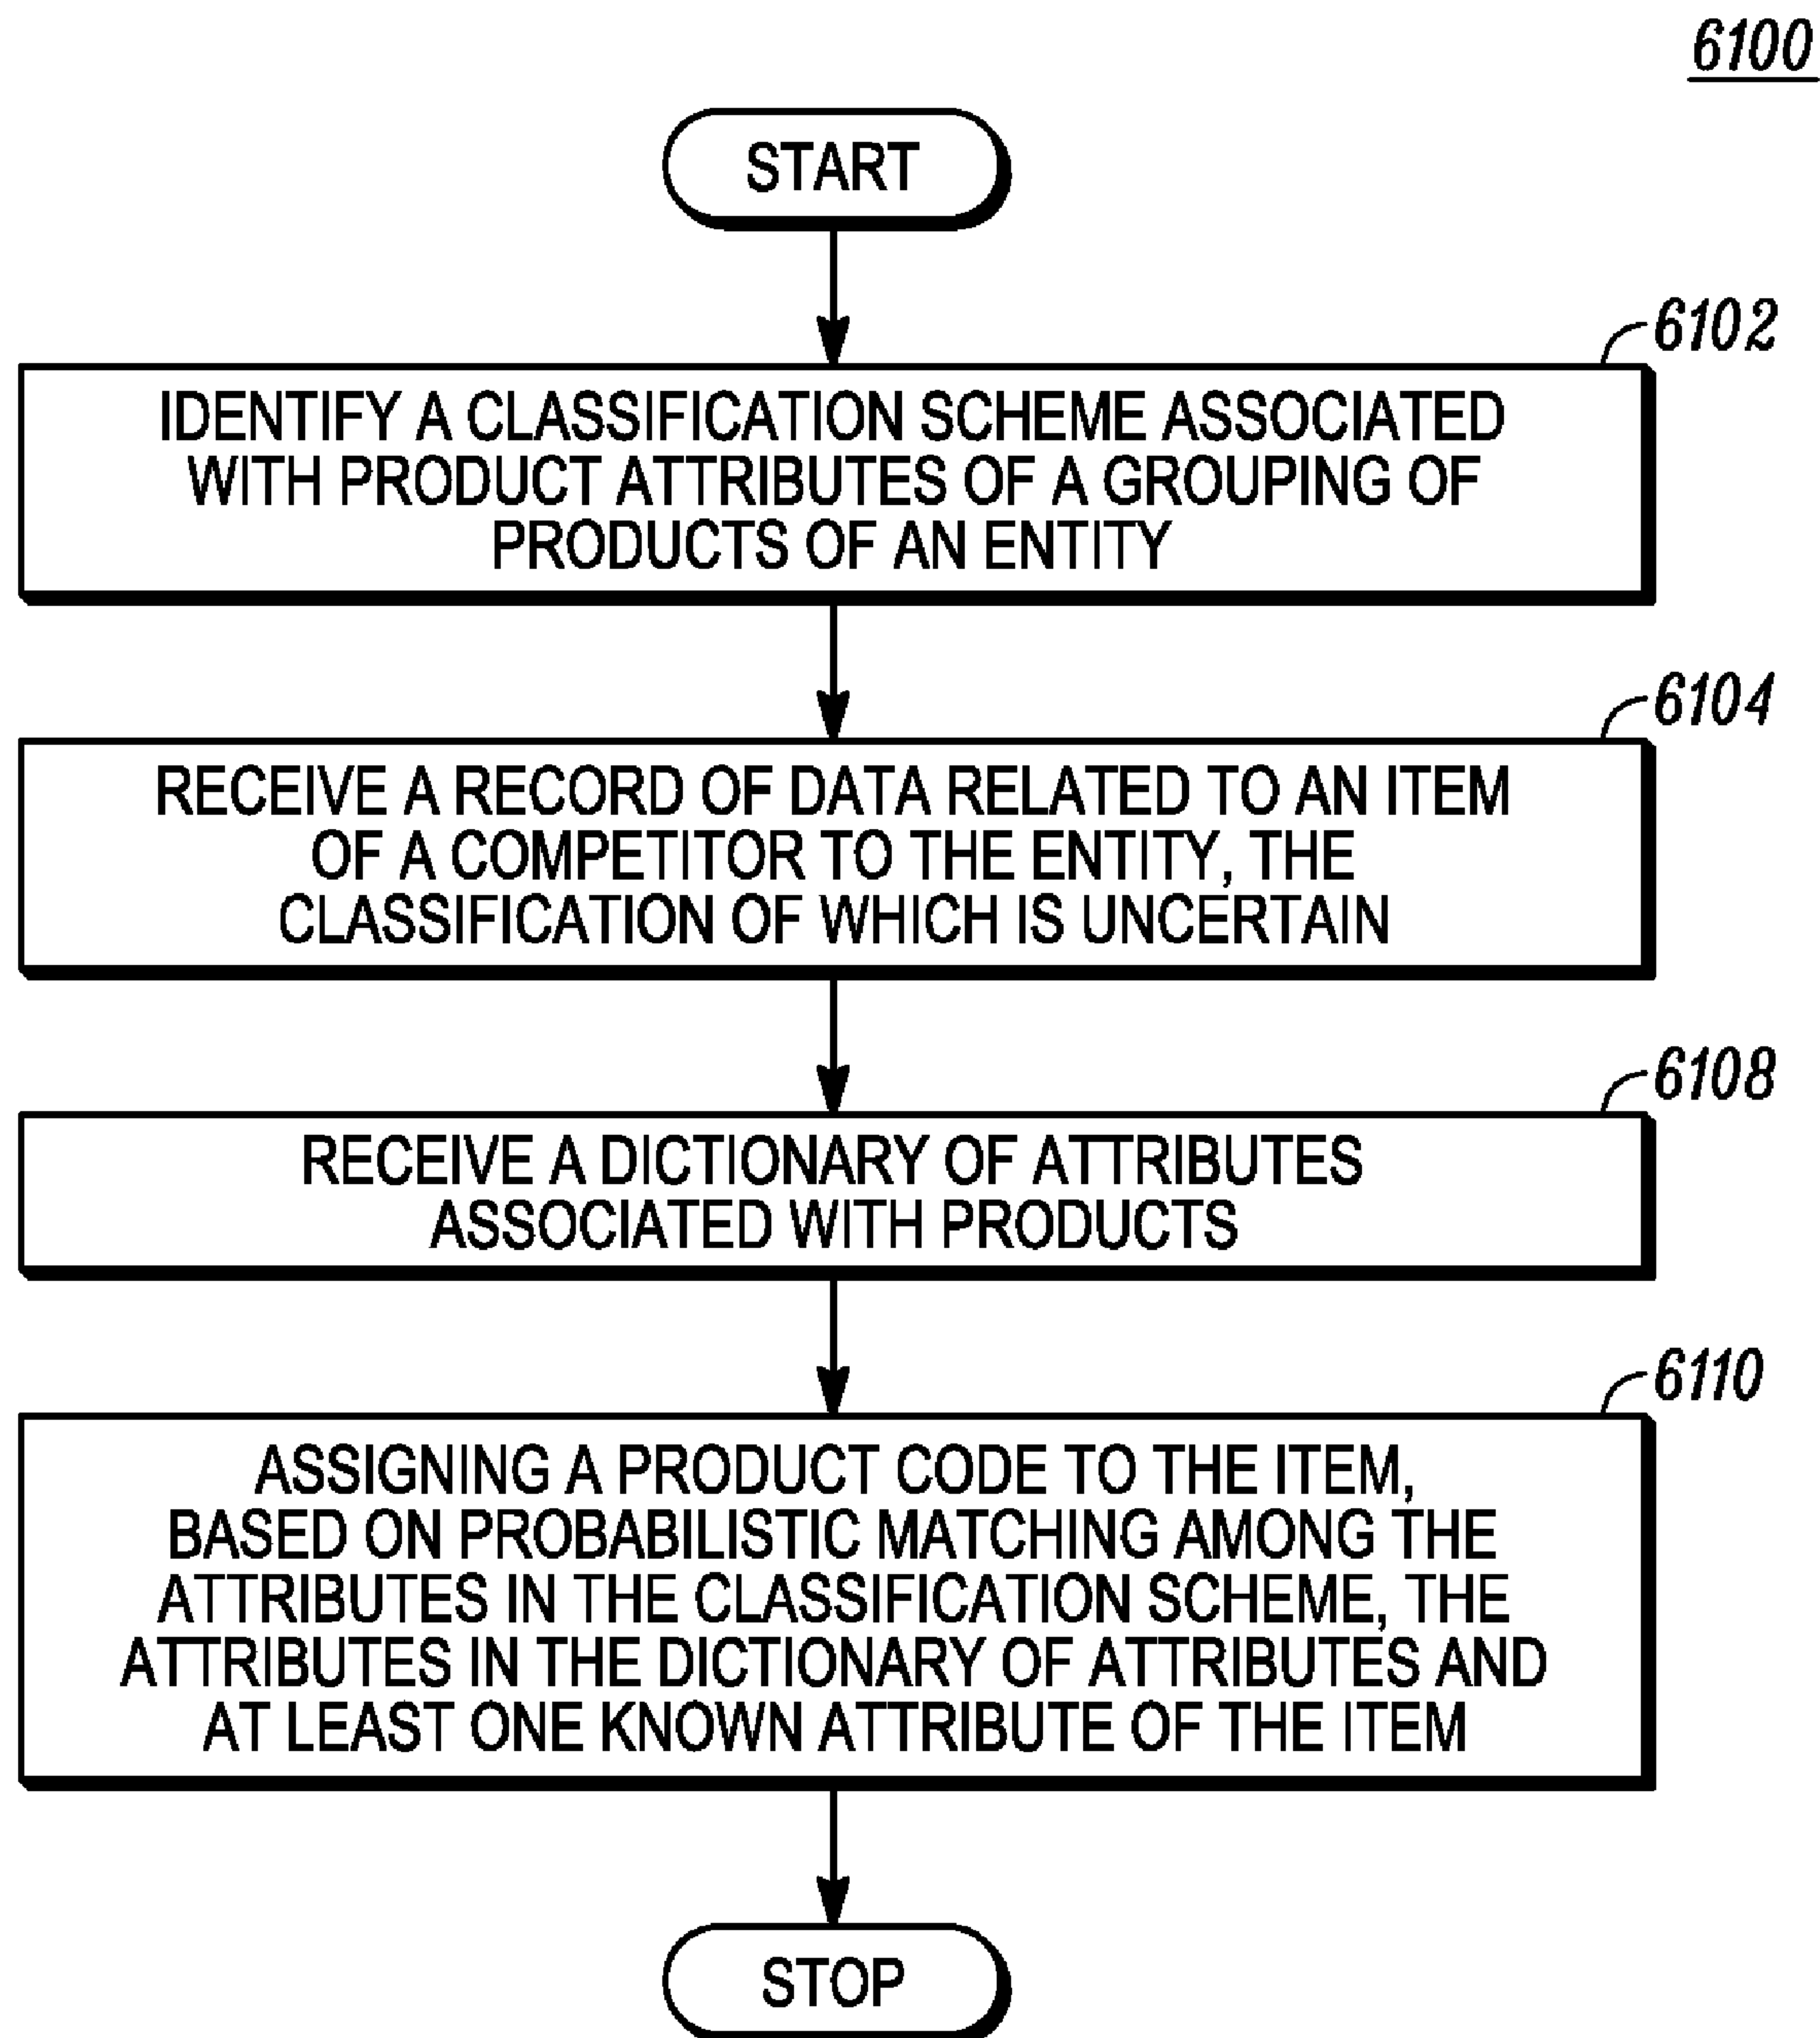 6100
START
6102
IDENTIFY A CLASSIFICATION SCHEME ASSOCIATED
WITH PRODUCT ATTRIBUTES OF A GROUPING OF
PRODUCTS OF AN ENTITY
6104
RECEIVE A RECORD OF DATA RELATED TO AN ITEM
OF A COMPETITOR TO THE ENTITY, THE
CLASSIFICATION OF WHICH IS UNCERTAIN
6108
RECEIVE A DICTIONARY OF ATTRIBUTES
ASSOCIATED WITH PRODUCTS
6110
ASSIGNING A PRODUCT CODE TO THE ITEM,
BASED ON PROBABILISTIC MATCHING AMONG THE
ATTRIBUTES IN THE CLASSIFICATION SCHEME, THE
ATTRIBUTES IN THE DICTIONARY OF ATTRIBUTES AND
AT LEAST ONE KNOWN ATTRIBUTE OF THE ITEM
STOP